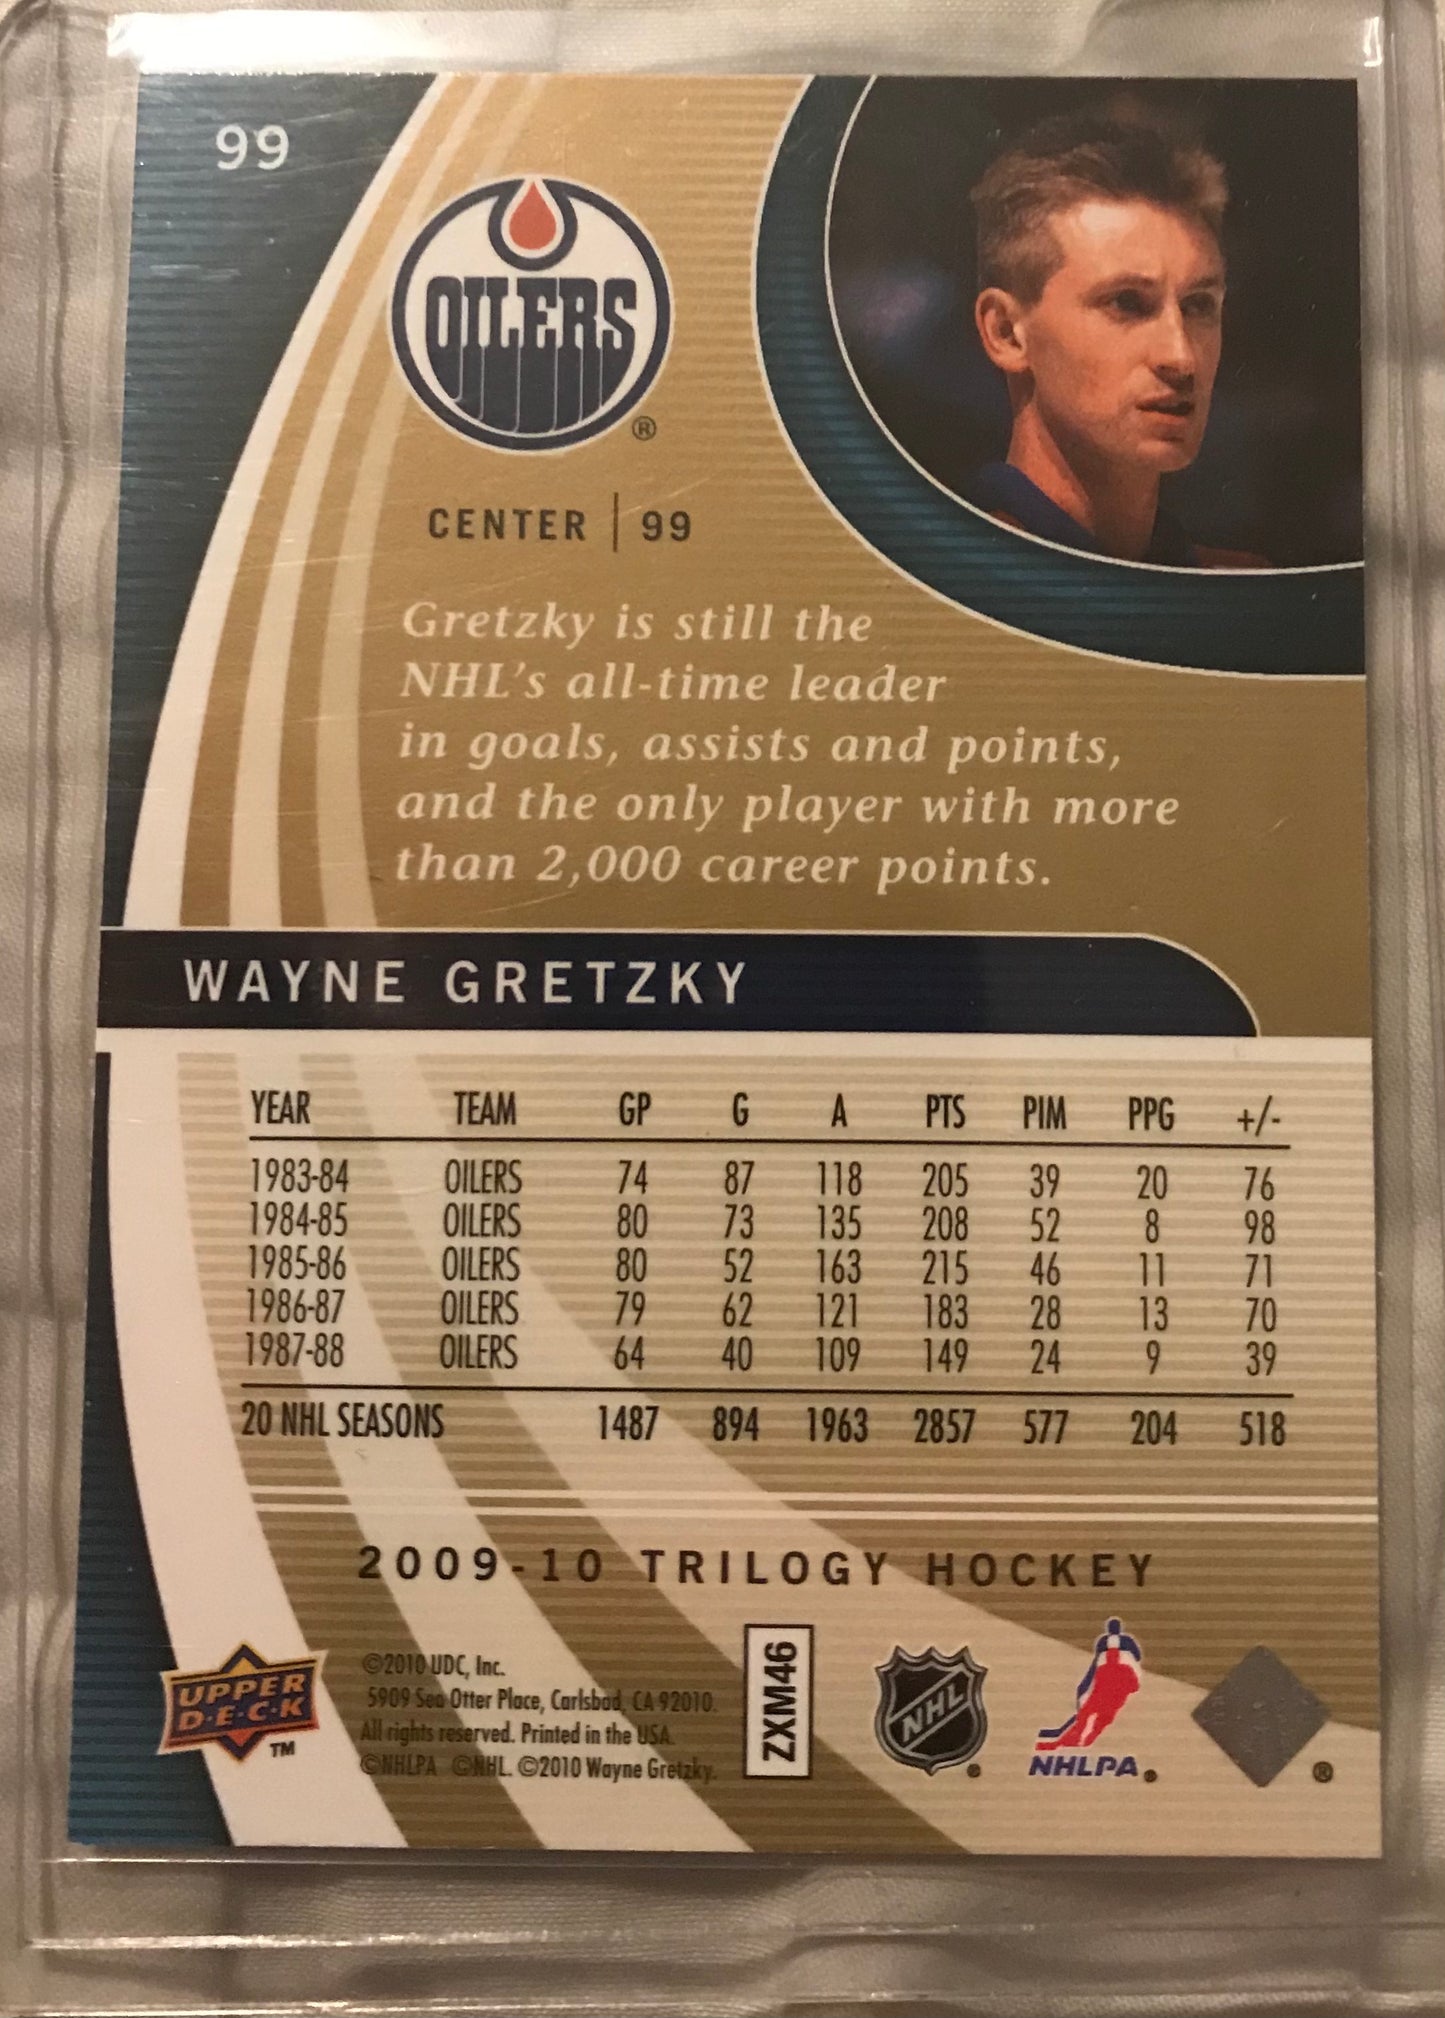 99
OILERS
®
CENTER | 99
Gretzky is still the
NHL's all-time leader
in goals, assists and points,
and the only player with more
than 2,000 career points.
WAYNE GRETZKY
YEAR TEAM GP G A PTS PIM PPG +/-
1983-84 OILERS 74 87 118 205 39 20 76
1984-85 OILERS 80 73 135 208 52 8 98
1985-86 OILERS 80 52 163 215 46 11 71
1986-87 OILERS 79 62 121 183 28 13 70
1987-88 OILERS 64 40 109 149 24 9 39
20 NHL SEASONS 1487 894 1963 2857 577 204 518
2009-10 TRILOGY HOCKEY
UPPER
D·E·C·K
TM
©2010 UDC, Inc.
5909 Sea Otter Place, Carlsbad, CA 92010.
All rights reserved. Printed in the USA.
©NHLPA ©NHL. ©2010 Wayne Gretzky.
ZXM46
NHL
®
NHLPA
®
®